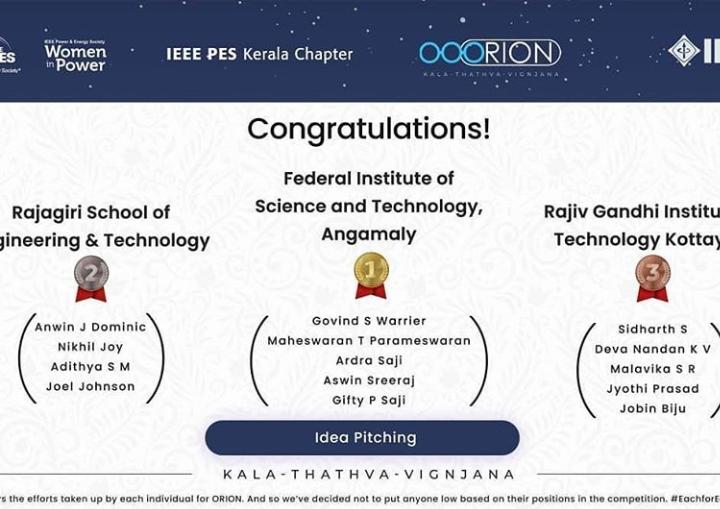 PES
Society®
IEEE Power & Energy Society
Women
in Power
IEEE PES Kerala Chapter
ORION
KALA-THATHVA-VIGNJANA
Congratulations!
Rajagiri School of
gineering & Technology
2
Anwin J Dominic
Nikhil Joy
Adithya S M
Joel Johnson
Federal Institute of
Science and Technology,
Angamaly
1
Govind S Warrier
Maheswaran T Parameswaran
Ardra Saji
Aswin Sreeraj
Gifty P Saji
Rajiv Gandhi Institu
Technology Kottay
3
Sidharth S
Deva Nandan K V
Malavika S R
Jyothi Prasad
Jobin Biju
Idea Pitching
KALA-THATHVA-VIGNJANA
rs the efforts taken up by each individual for ORION. And so we've decided not to put anyone low based on their positions in the competition. #EachforE